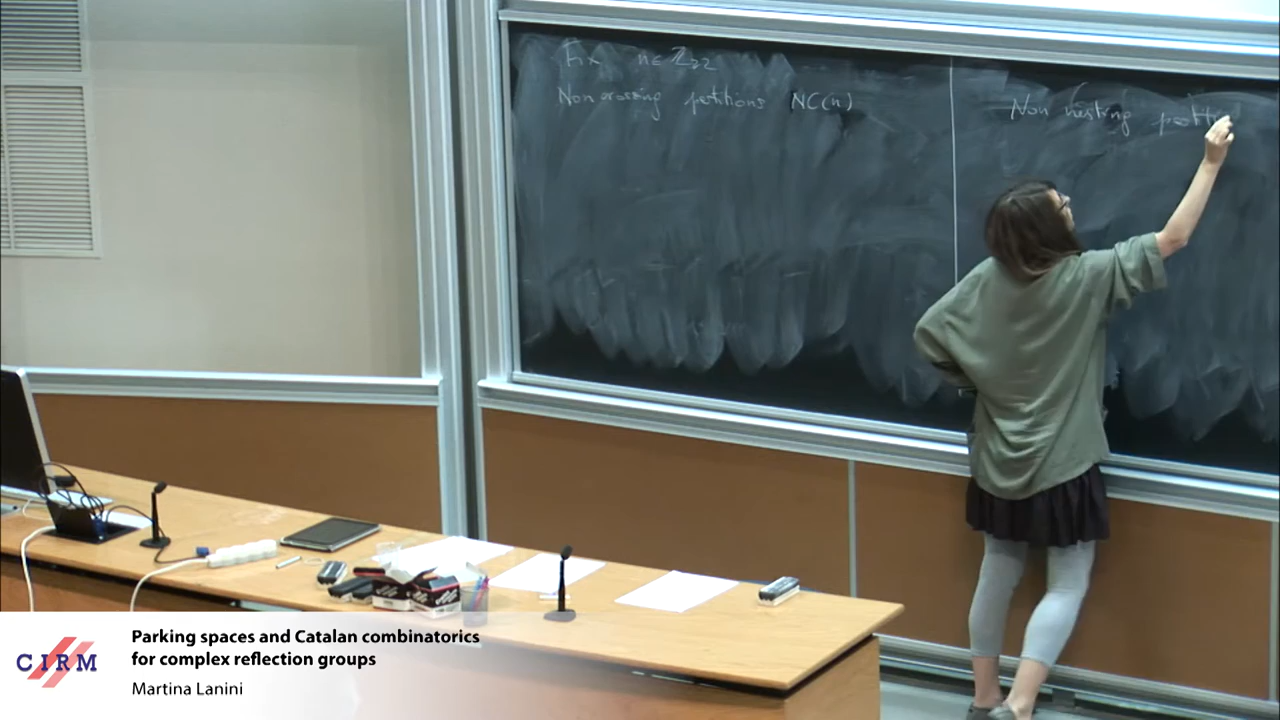 Fix n ∈ ℤ≥2
Non crossing partitions NC(n)
Non nesting partiti
CIRM
Parking spaces and Catalan combinatorics
for complex reflection groups
Martina Lanini